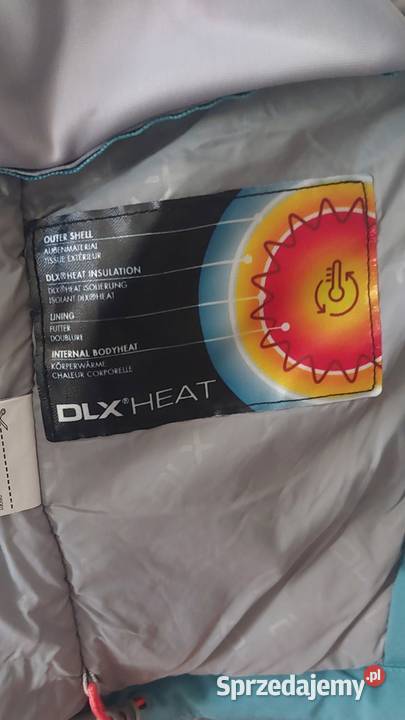 OUTER SHELL
AUßENMATERIAL
TISSUE EXTÉRIEUR
DLX®HEAT INSULATION
DLX®HEAT ISOLIERUNG
ISOLANT DLX®HEAT
LINING
FUTTER
DOUBLURE
INTERNAL BODYHEAT
KÖRPERWÄRME
CHALEUR CORPORELLE
DLX®HEAT
DLX
Sprzedajemy.pl